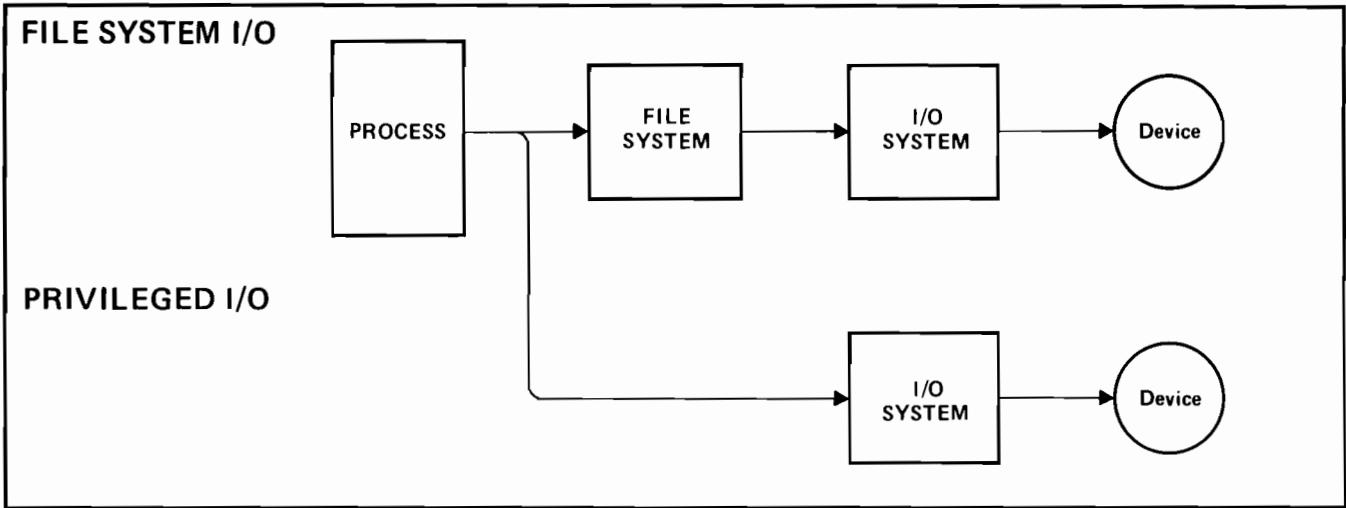 FILE SYSTEM I/O
PROCESS
FILE
SYSTEM
I/O
SYSTEM
Device
PRIVILEGED I/O
I/O
SYSTEM
Device